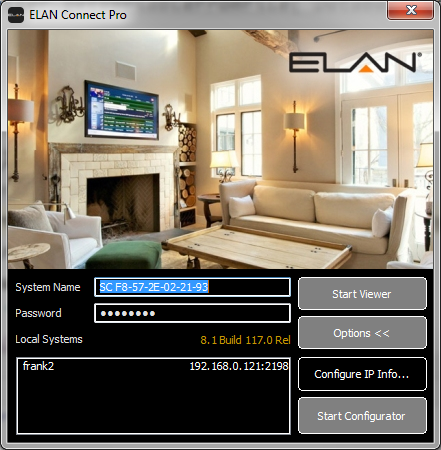 ELAN Connect Pro
ELAN®
System Name SC F8-57-2E-02-21-93
Start Viewer
Password ●●●●●●●●
Options <<
Local Systems 8.1 Build 117.0 Rel
frank2 192.168.0.121:2198
Configure IP Info...
Start Configurator